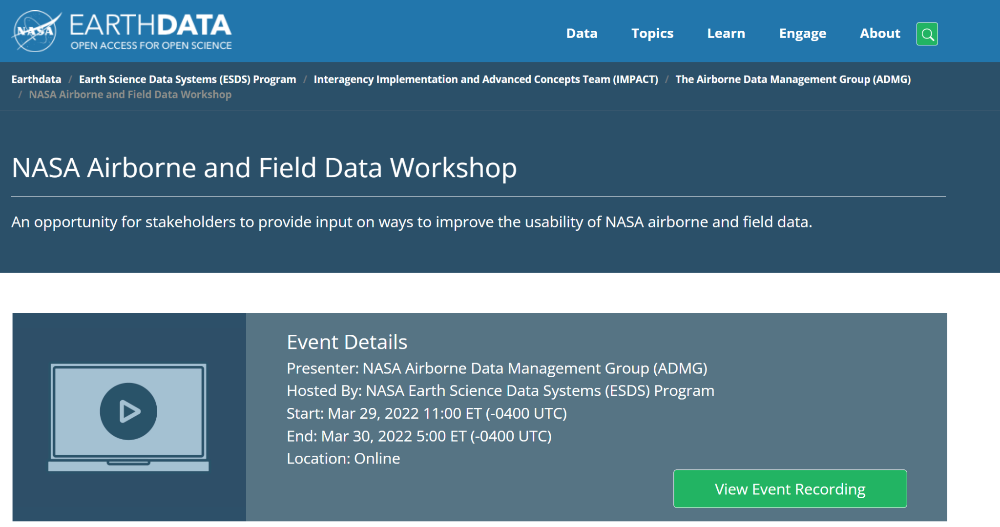 NASA EARTHDATA
OPEN ACCESS FOR OPEN SCIENCE
Data Topics Learn Engage About
Earthdata / Earth Science Data Systems (ESDS) Program / Interagency Implementation and Advanced Concepts Team (IMPACT) / The Airborne Data Management Group (ADMG)
/ NASA Airborne and Field Data Workshop
NASA Airborne and Field Data Workshop
An opportunity for stakeholders to provide input on ways to improve the usability of NASA airborne and field data.
Event Details
Presenter: NASA Airborne Data Management Group (ADMG)
Hosted By: NASA Earth Science Data Systems (ESDS) Program
Start: Mar 29, 2022 11:00 ET (-0400 UTC)
End: Mar 30, 2022 5:00 ET (-0400 UTC)
Location: Online
View Event Recording